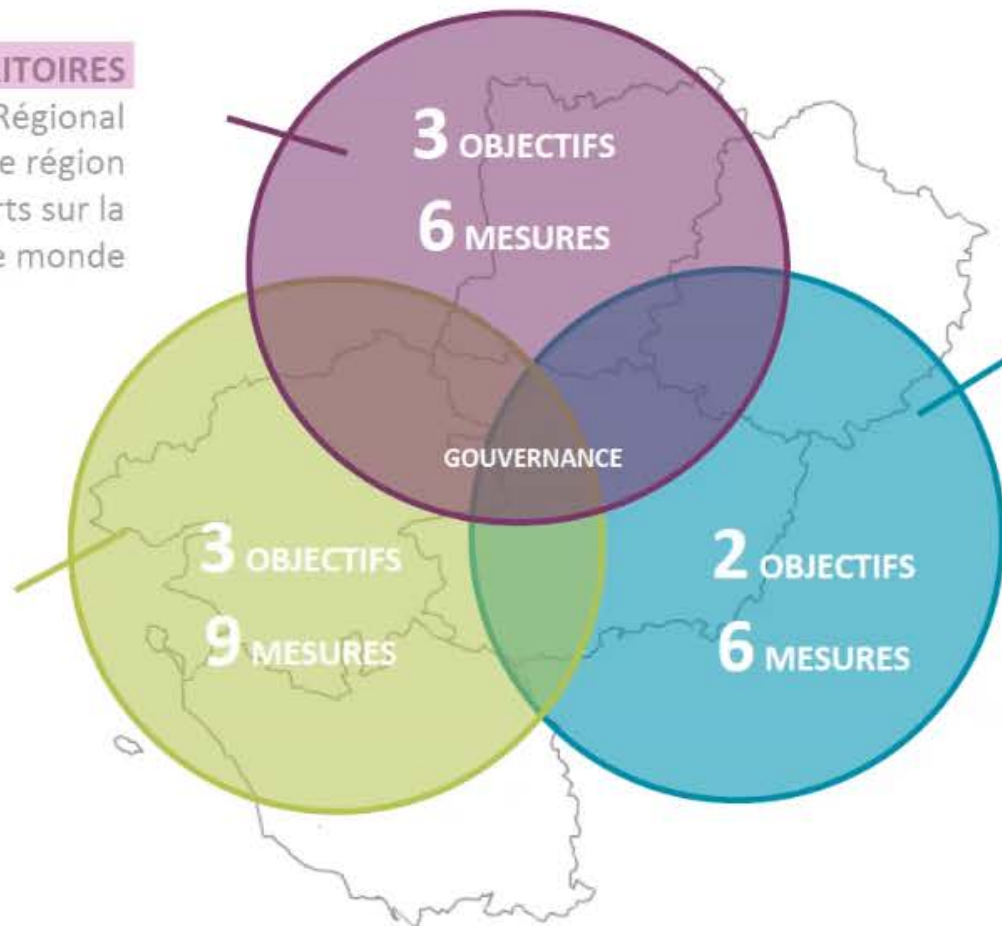 ITOIRES
Régional
e région
rts sur la
e monde
3 OBJECTIFS
6 MESURES
GOUVERNANCE
3 OBJECTIFS
9 MESURES
2 OBJECTIFS
6 MESURES